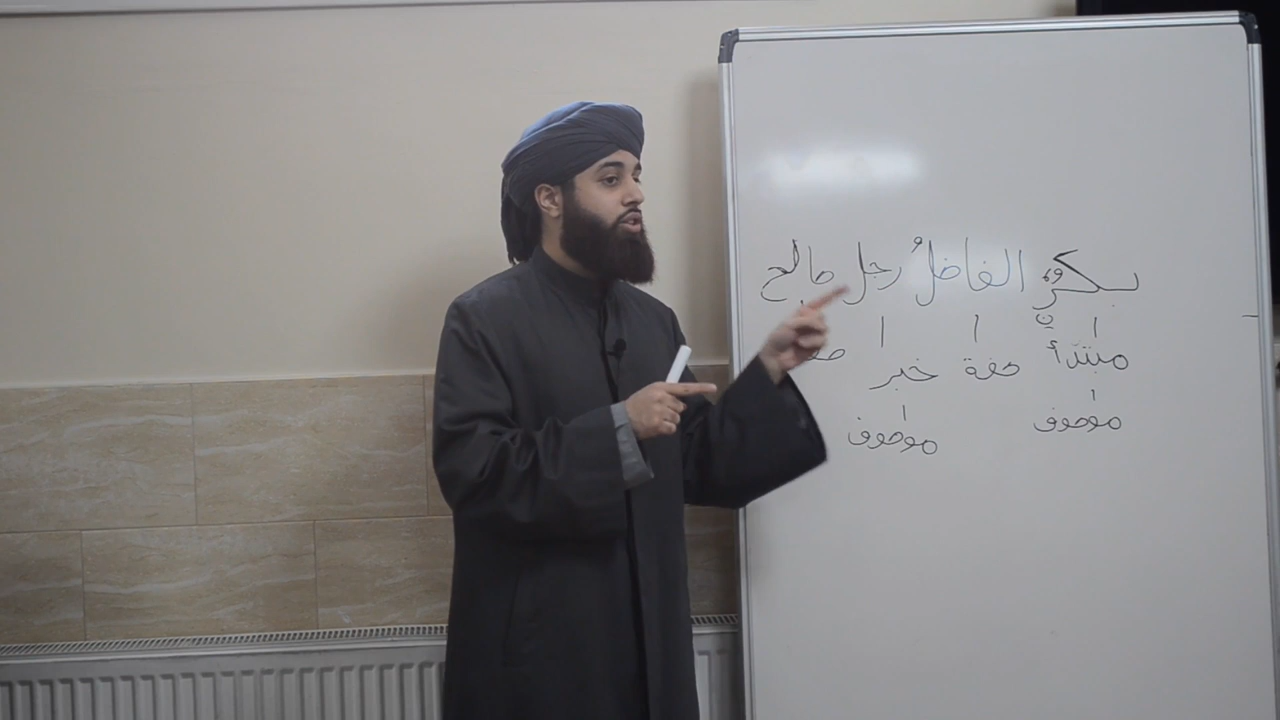 بكرٌ الفاضلُ رجل صالح
مبتدأ صفة خبر
موصوف موصوف